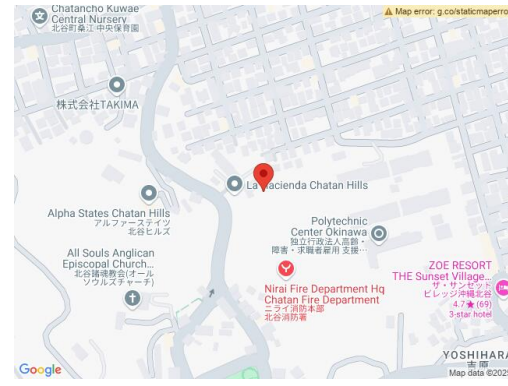 Chatancho Kuwae
Central Nursery
北谷町桑江中央保育園
Map error: g.co/staticmaperro
株式会社TAKIMA
La Hacienda Chatan Hills
Alpha States Chatan Hills
アルファーステイツ
北谷ヒルズ
Polytechnic
Center Okinawa
独立行政法人高齢・
障害・求職者雇用 支援…
All Souls Anglican
Episcopal Church...
北谷諸魂教会(オール
ソウルズチャーチ)
Nirai Fire Department Hq
Chatan Fire Department
ニライ消防本部
北谷消防署
ZOE RESORT
THE Sunset Village...
ザ・サンセッド
ビレッジ沖縄北谷
4.7★(69)
3-star hotel
YOSHIHARA
吉原
Google
Map data ©2025